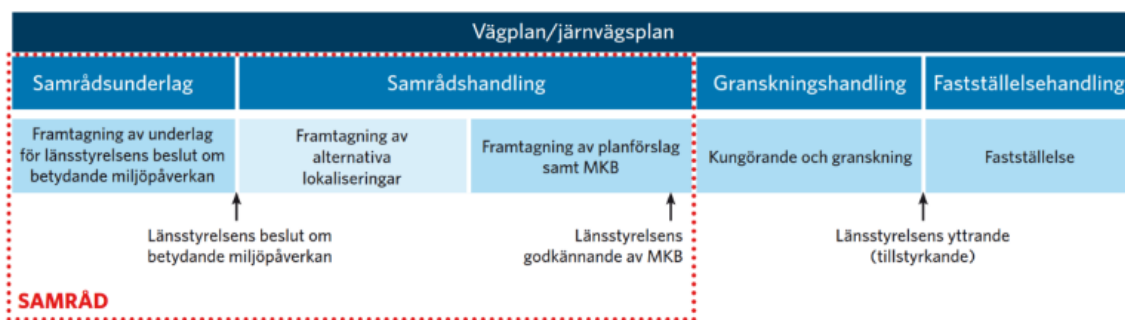 Vägplan/järnvägsplan
Samrådsunderlag
Samrådshandling
Granskningshandling
Fastställelsehandling
Framtagning av underlag
för länsstyrelsens beslut om
betydande miljöpåverkan
Framtagning av
alternativa
lokaliseringar
Framtagning av planförslag
samt MKB
Kungörande och granskning
Fastställelse
Länsstyrelsens beslut om
betydande miljöpåverkan
Länsstyrelsens
godkännande av MKB
Länsstyrelsens yttrande
(tillstyrkande)
SAMRÅD